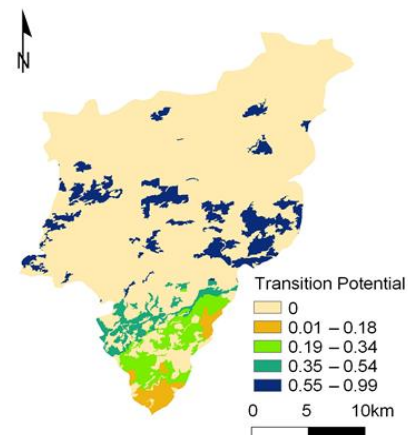 N
Transition Potential
0
0.01 – 0.18
0.19 – 0.34
0.35 – 0.54
0.55 – 0.99
0 5 10km